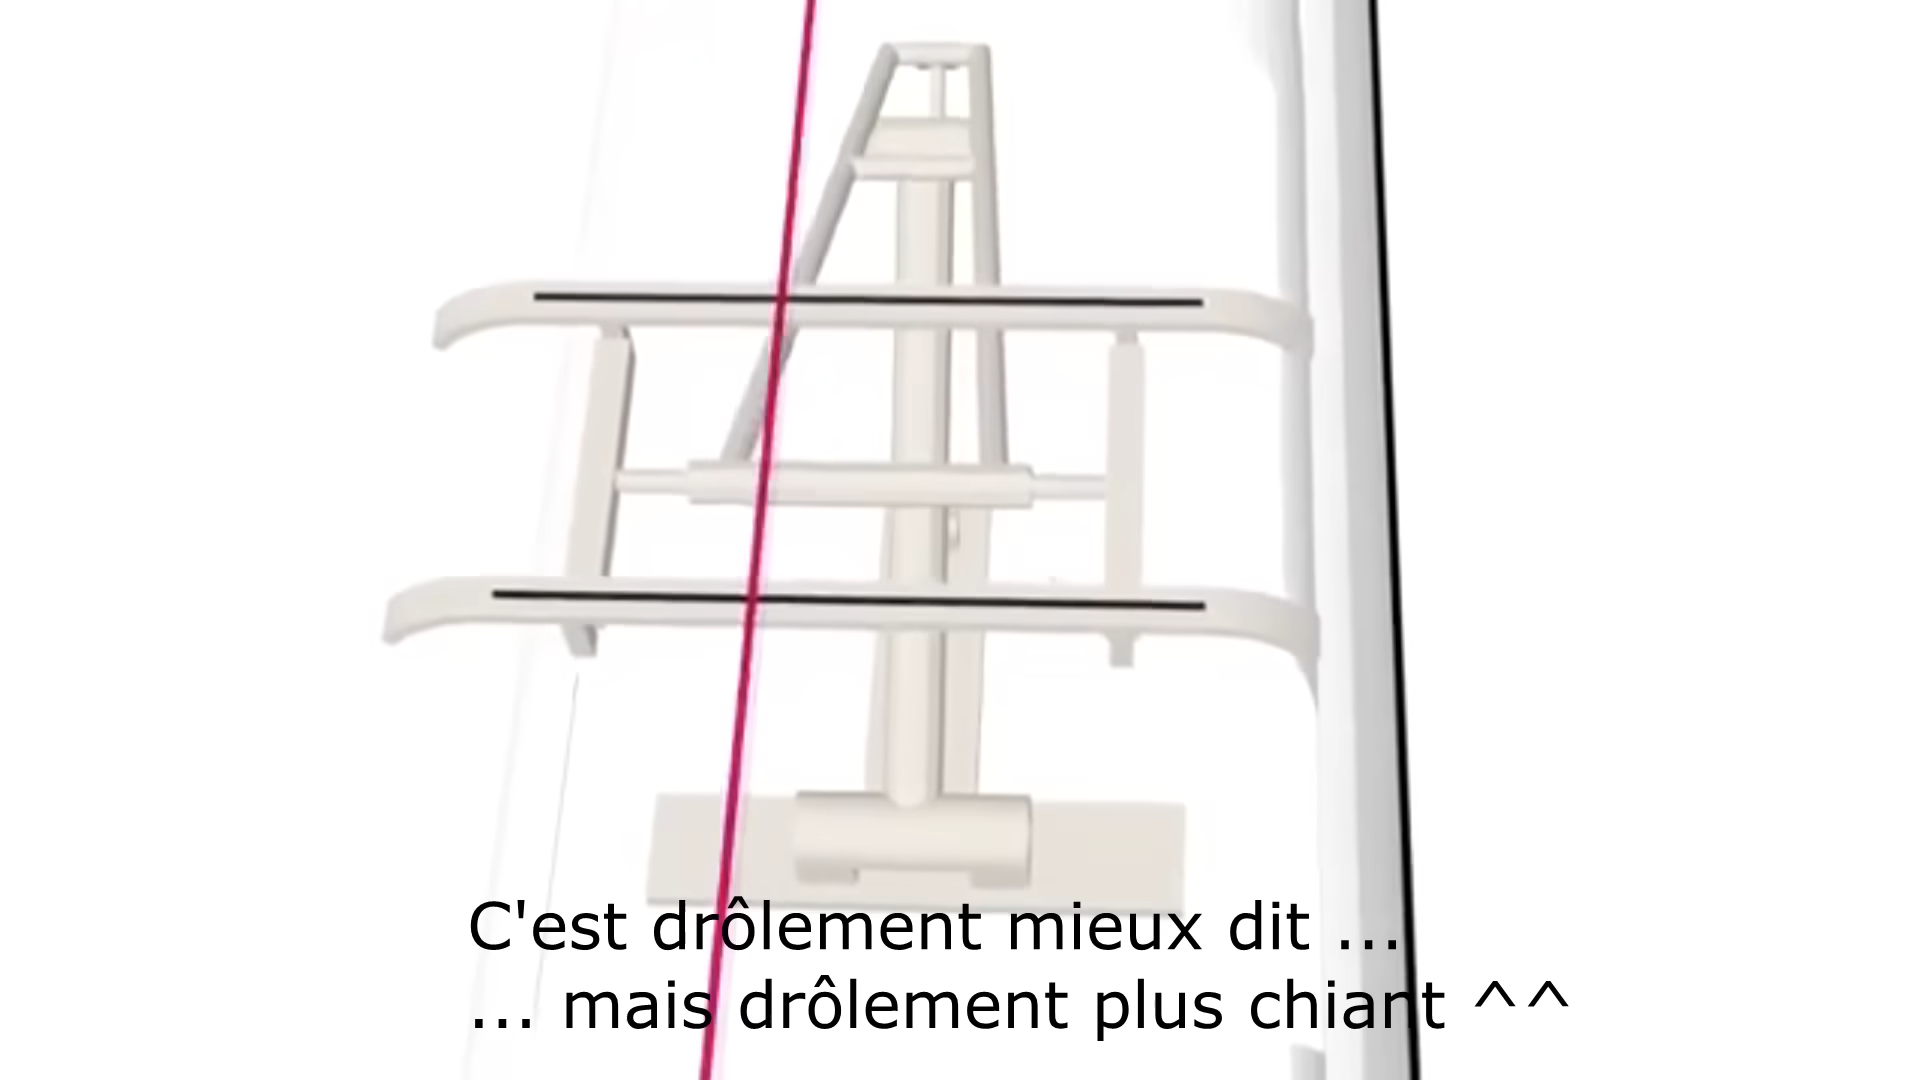 C'est drôlement mieux dit ...
... mais drôlement plus chiant ^^